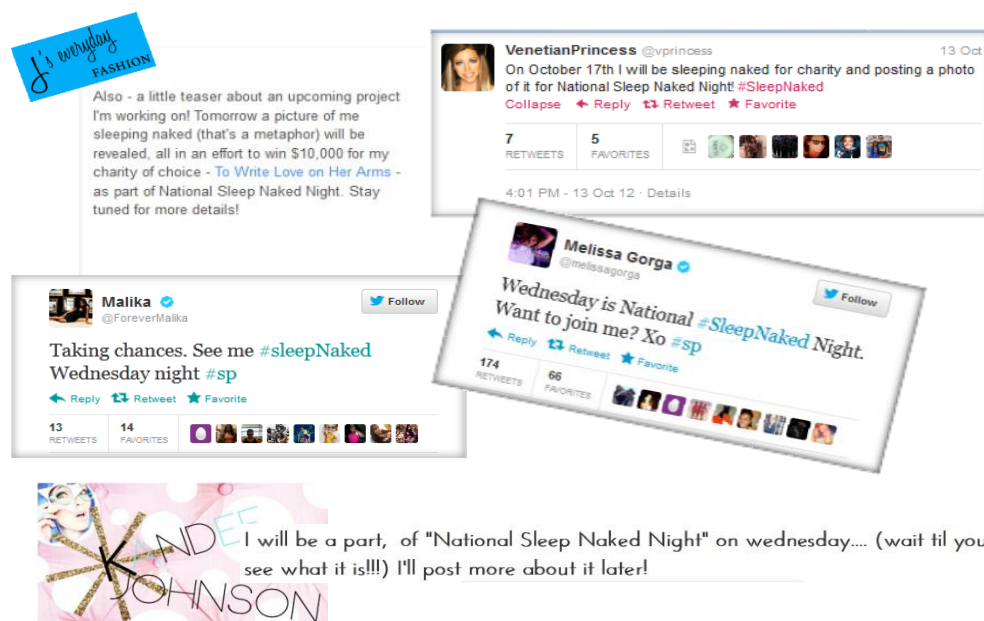 J's everyday
FASHION
Also - a little teaser about an upcoming project
I'm working on! Tomorrow a picture of me
sleeping naked (that's a metaphor) will be
revealed, all in an effort to win $10,000 for my
charity of choice - To Write Love on Her Arms -
as part of National Sleep Naked Night. Stay
tuned for more details!
VenetianPrincess @vprincess 13 Oct
On October 17th I will be sleeping naked for charity and posting a photo
of it for National Sleep Naked Night! #SleepNaked
Collapse Reply Retweet Favorite
7 5
RETWEETS FAVORITES
4:01 PM - 13 Oct 12 · Details
Melissa Gorga
@melissagorga
Follow
Wednesday is National #SleepNaked Night.
Want to join me? Xo #sp
Reply Retweet Favorite
174 66
RETWEETS FAVORITES
Malika
@ForeverMalika
Follow
Taking chances. See me #sleepNaked
Wednesday night #sp
Reply Retweet Favorite
13 14
RETWEETS FAVORITES
KANDEE
JOHNSON
I will be a part, of "National Sleep Naked Night" on wednesday.... (wait til you
see what it is!!!) I'll post more about it later!